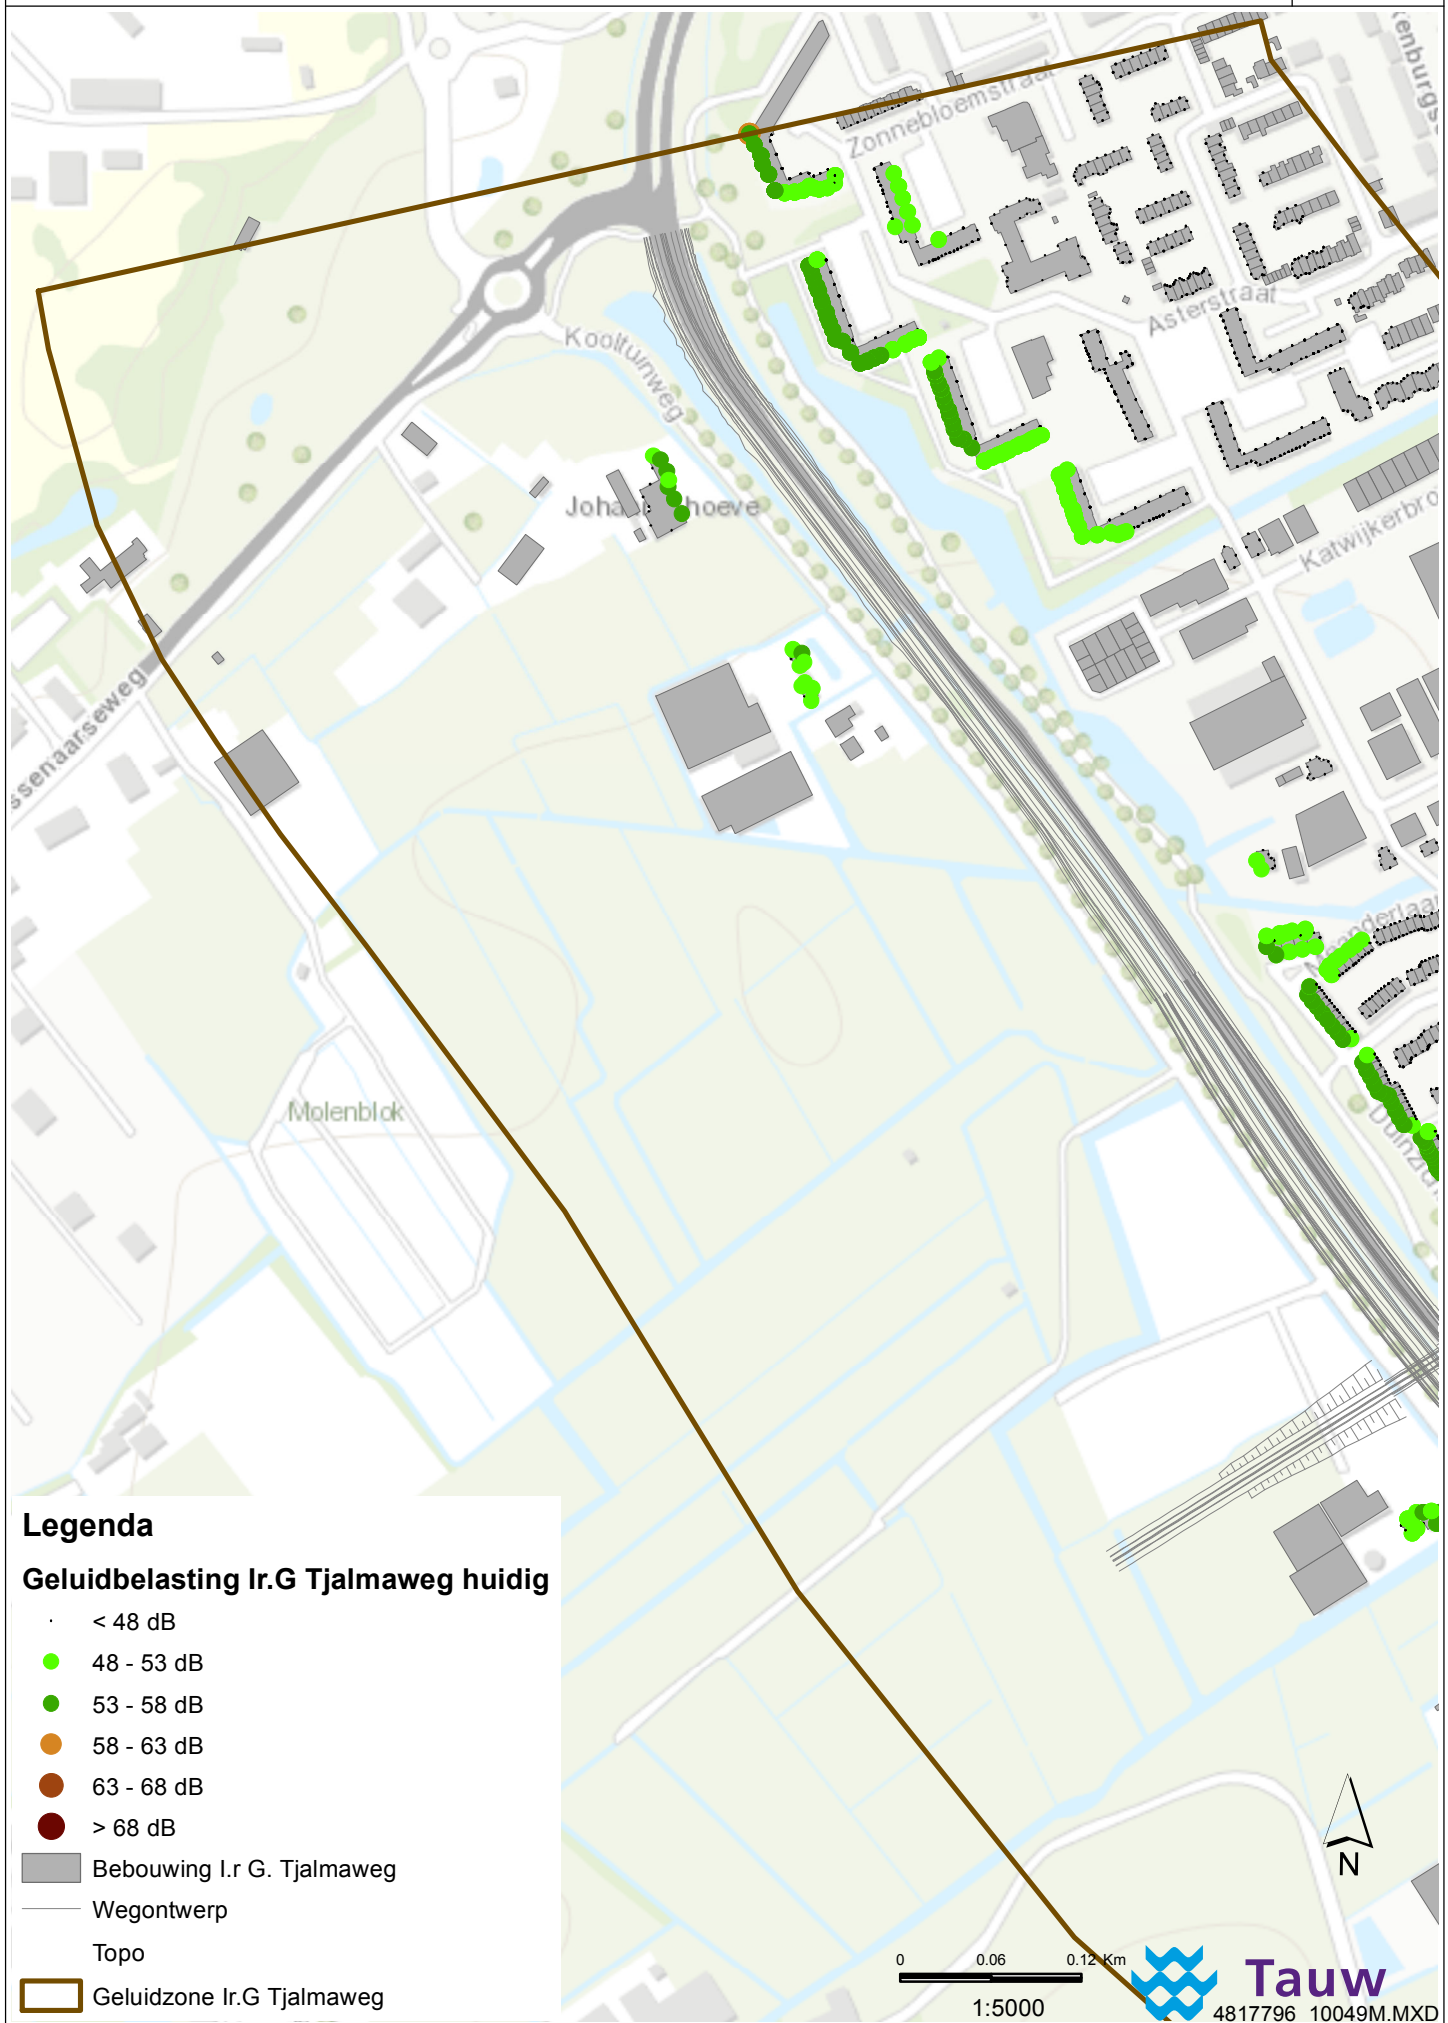 Zonnebloemstraat
Asterstraat
Kooltuinweg
Katwijkerbro
ssenaarseweg
Molenblok
Legenda
Geluidbelasting Ir.G Tjalmaweg huidig
< 48 dB
48 - 53 dB
53 - 58 dB
58 - 63 dB
63 - 68 dB
> 68 dB
Bebouwing I.r G. Tjalmaweg
Wegontwerp
Topo
Geluidzone Ir.G Tjalmaweg
N
0 0.06 0.12 Km
1:5000
Tauw
4817796_10049M.MXD